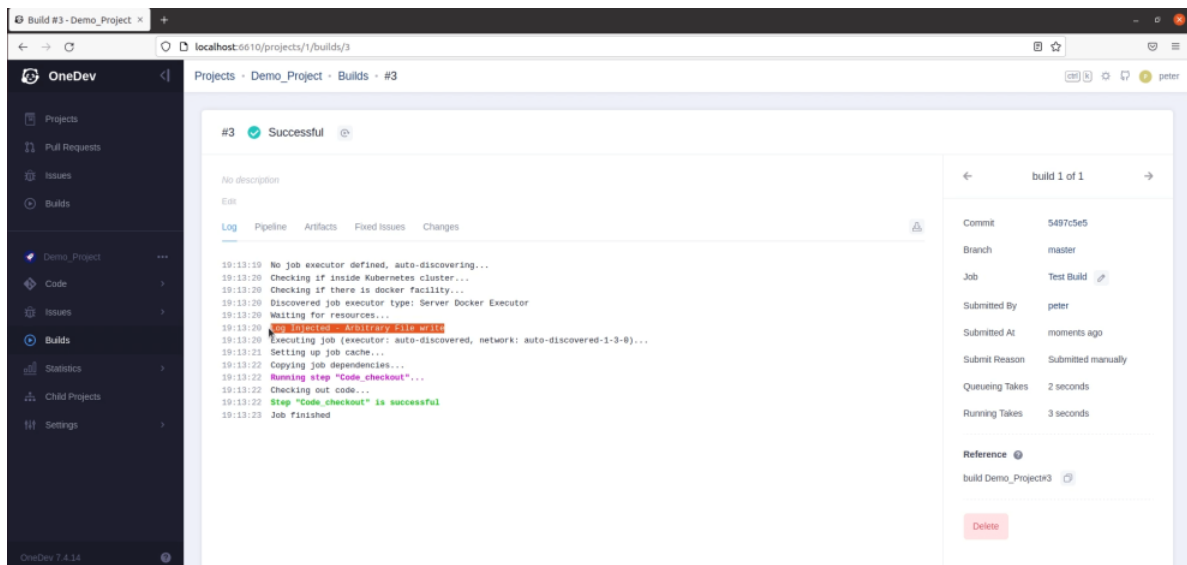 Build #3 - Demo_Project
localhost:6610/projects/1/builds/3
OneDev
Projects
Pull Requests
Issues
Builds
Demo_Project
Code
Issues
Builds
Statistics
Child Projects
Settings
OneDev 7.4.14
Projects Demo_Project Builds #3
ctrl k
peter
#3 Successful
No description
Edit
Log Pipeline Artifacts Fixed Issues Changes
19:13:19 No job executor defined, auto-discovering...
19:13:20 Checking if inside Kubernetes cluster...
19:13:20 Checking if there is docker facility...
19:13:20 Discovered job executor type: Server Docker Executor
19:13:20 Waiting for resources...
19:13:20 Log Injected - Arbitrary File write
19:13:20 Executing job (executor: auto-discovered, network: auto-discovered-1-3-0)...
19:13:21 Setting up job cache...
19:13:22 Copying job dependencies...
19:13:22 Running step "Code_checkout"...
19:13:22 Checking out code...
19:13:22 Step "Code_checkout" is successful
19:13:23 Job finished
build 1 of 1
Commit 5497c5e5
Branch master
Job Test Build
Submitted By peter
Submitted At moments ago
Submit Reason Submitted manually
Queueing Takes 2 seconds
Running Takes 3 seconds
Reference
build Demo_Project#3
Delete